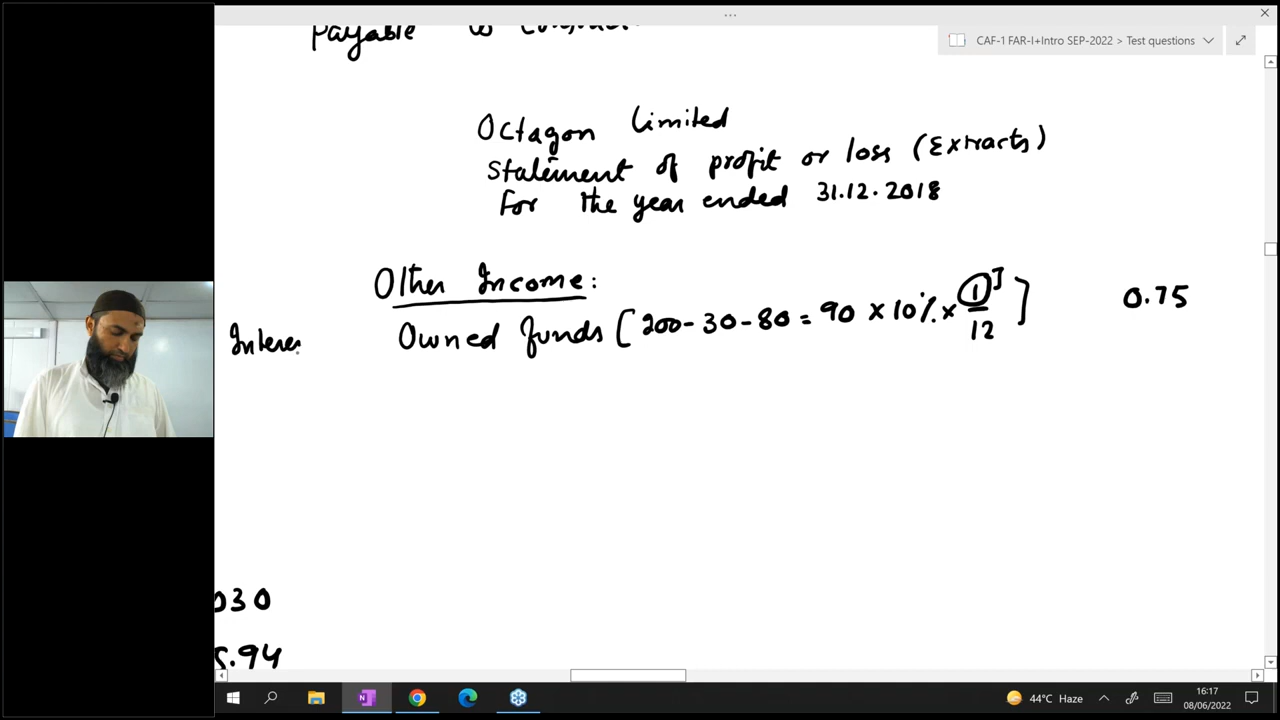 Payable to
CAF-1 FAR-I+Intro SEP-2022 > Test questions
Octagon Limited
Statement of profit or loss (Extracts)
For the year ended 31.12.2018
Other Income:
Owned funds [200-30-80 = 90 × 10% × 1/12] 0.75
Interes
030
5.94
44°C Haze
16:17
08/06/2022